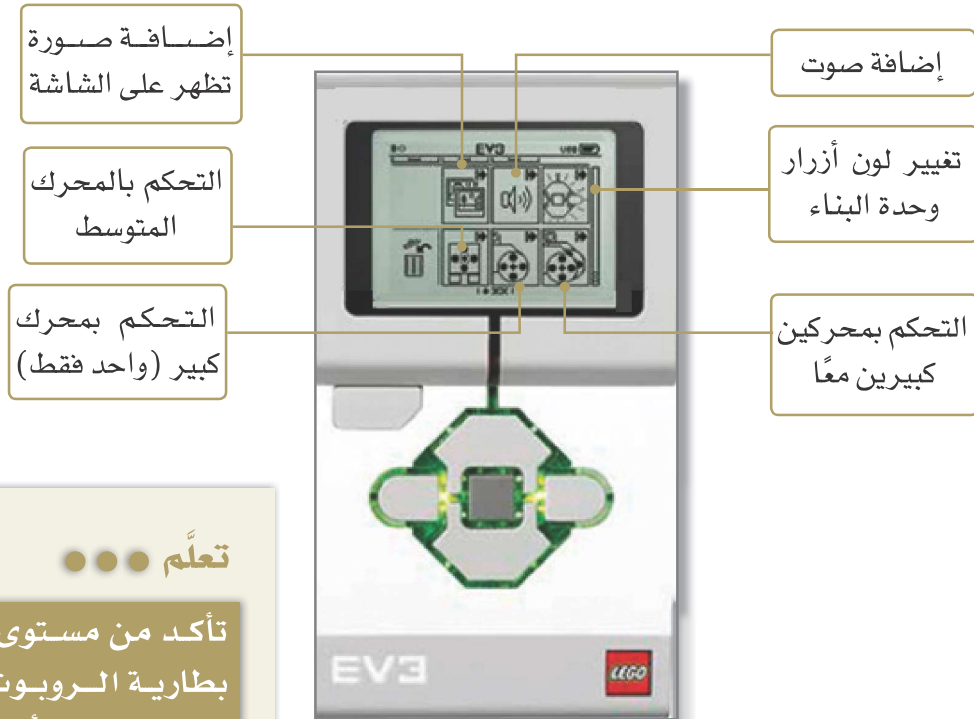 إضافة صورة
تظهر على الشاشة
إضافة صوت
تغيير لون أزرار
وحدة البناء
التحكم بالمحرك
المتوسط
التحكم بمحرك
كبير (واحد فقط)
التحكم بمحركين
كبيرين معًا
EV3
USB
تعلَّم
تأكد من مستوى
بطارية الروبوت
EV3
LEGO